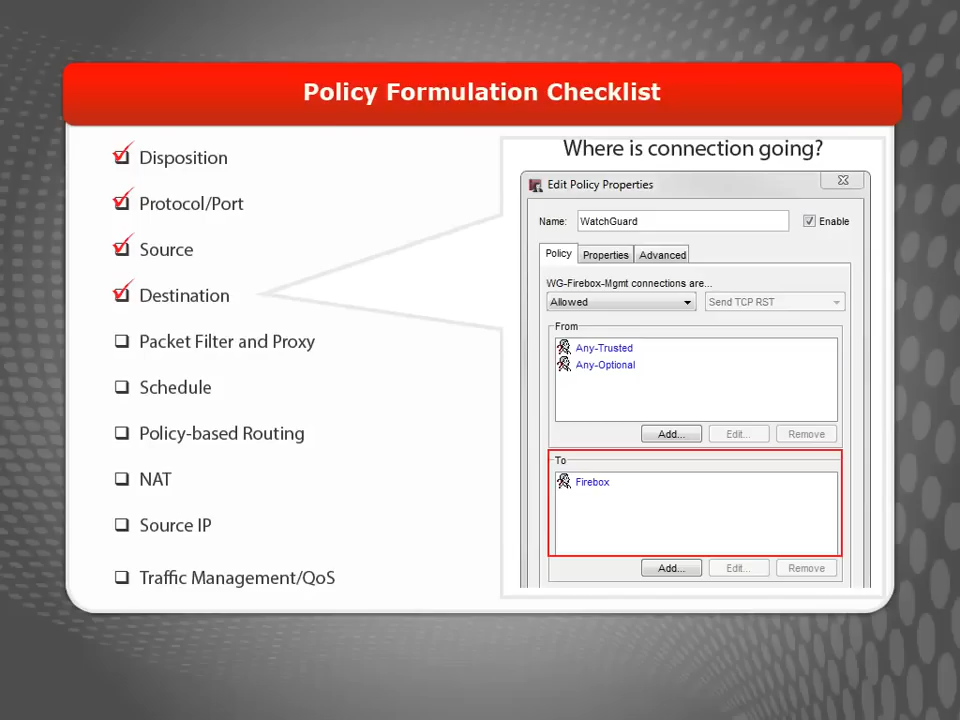 Policy Formulation Checklist
Disposition
Protocol/Port
Source
Destination
Packet Filter and Proxy
Schedule
Policy-based Routing
NAT
Source IP
Traffic Management/QoS
Where is connection going?
Edit Policy Properties
Name: WatchGuard Enable
Policy Properties Advanced
WG-Firebox-Mgmt connections are...
Allowed Send TCP RST
From
Any-Trusted
Any-Optional
Add... Edit... Remove
To
Firebox
Add... Edit... Remove